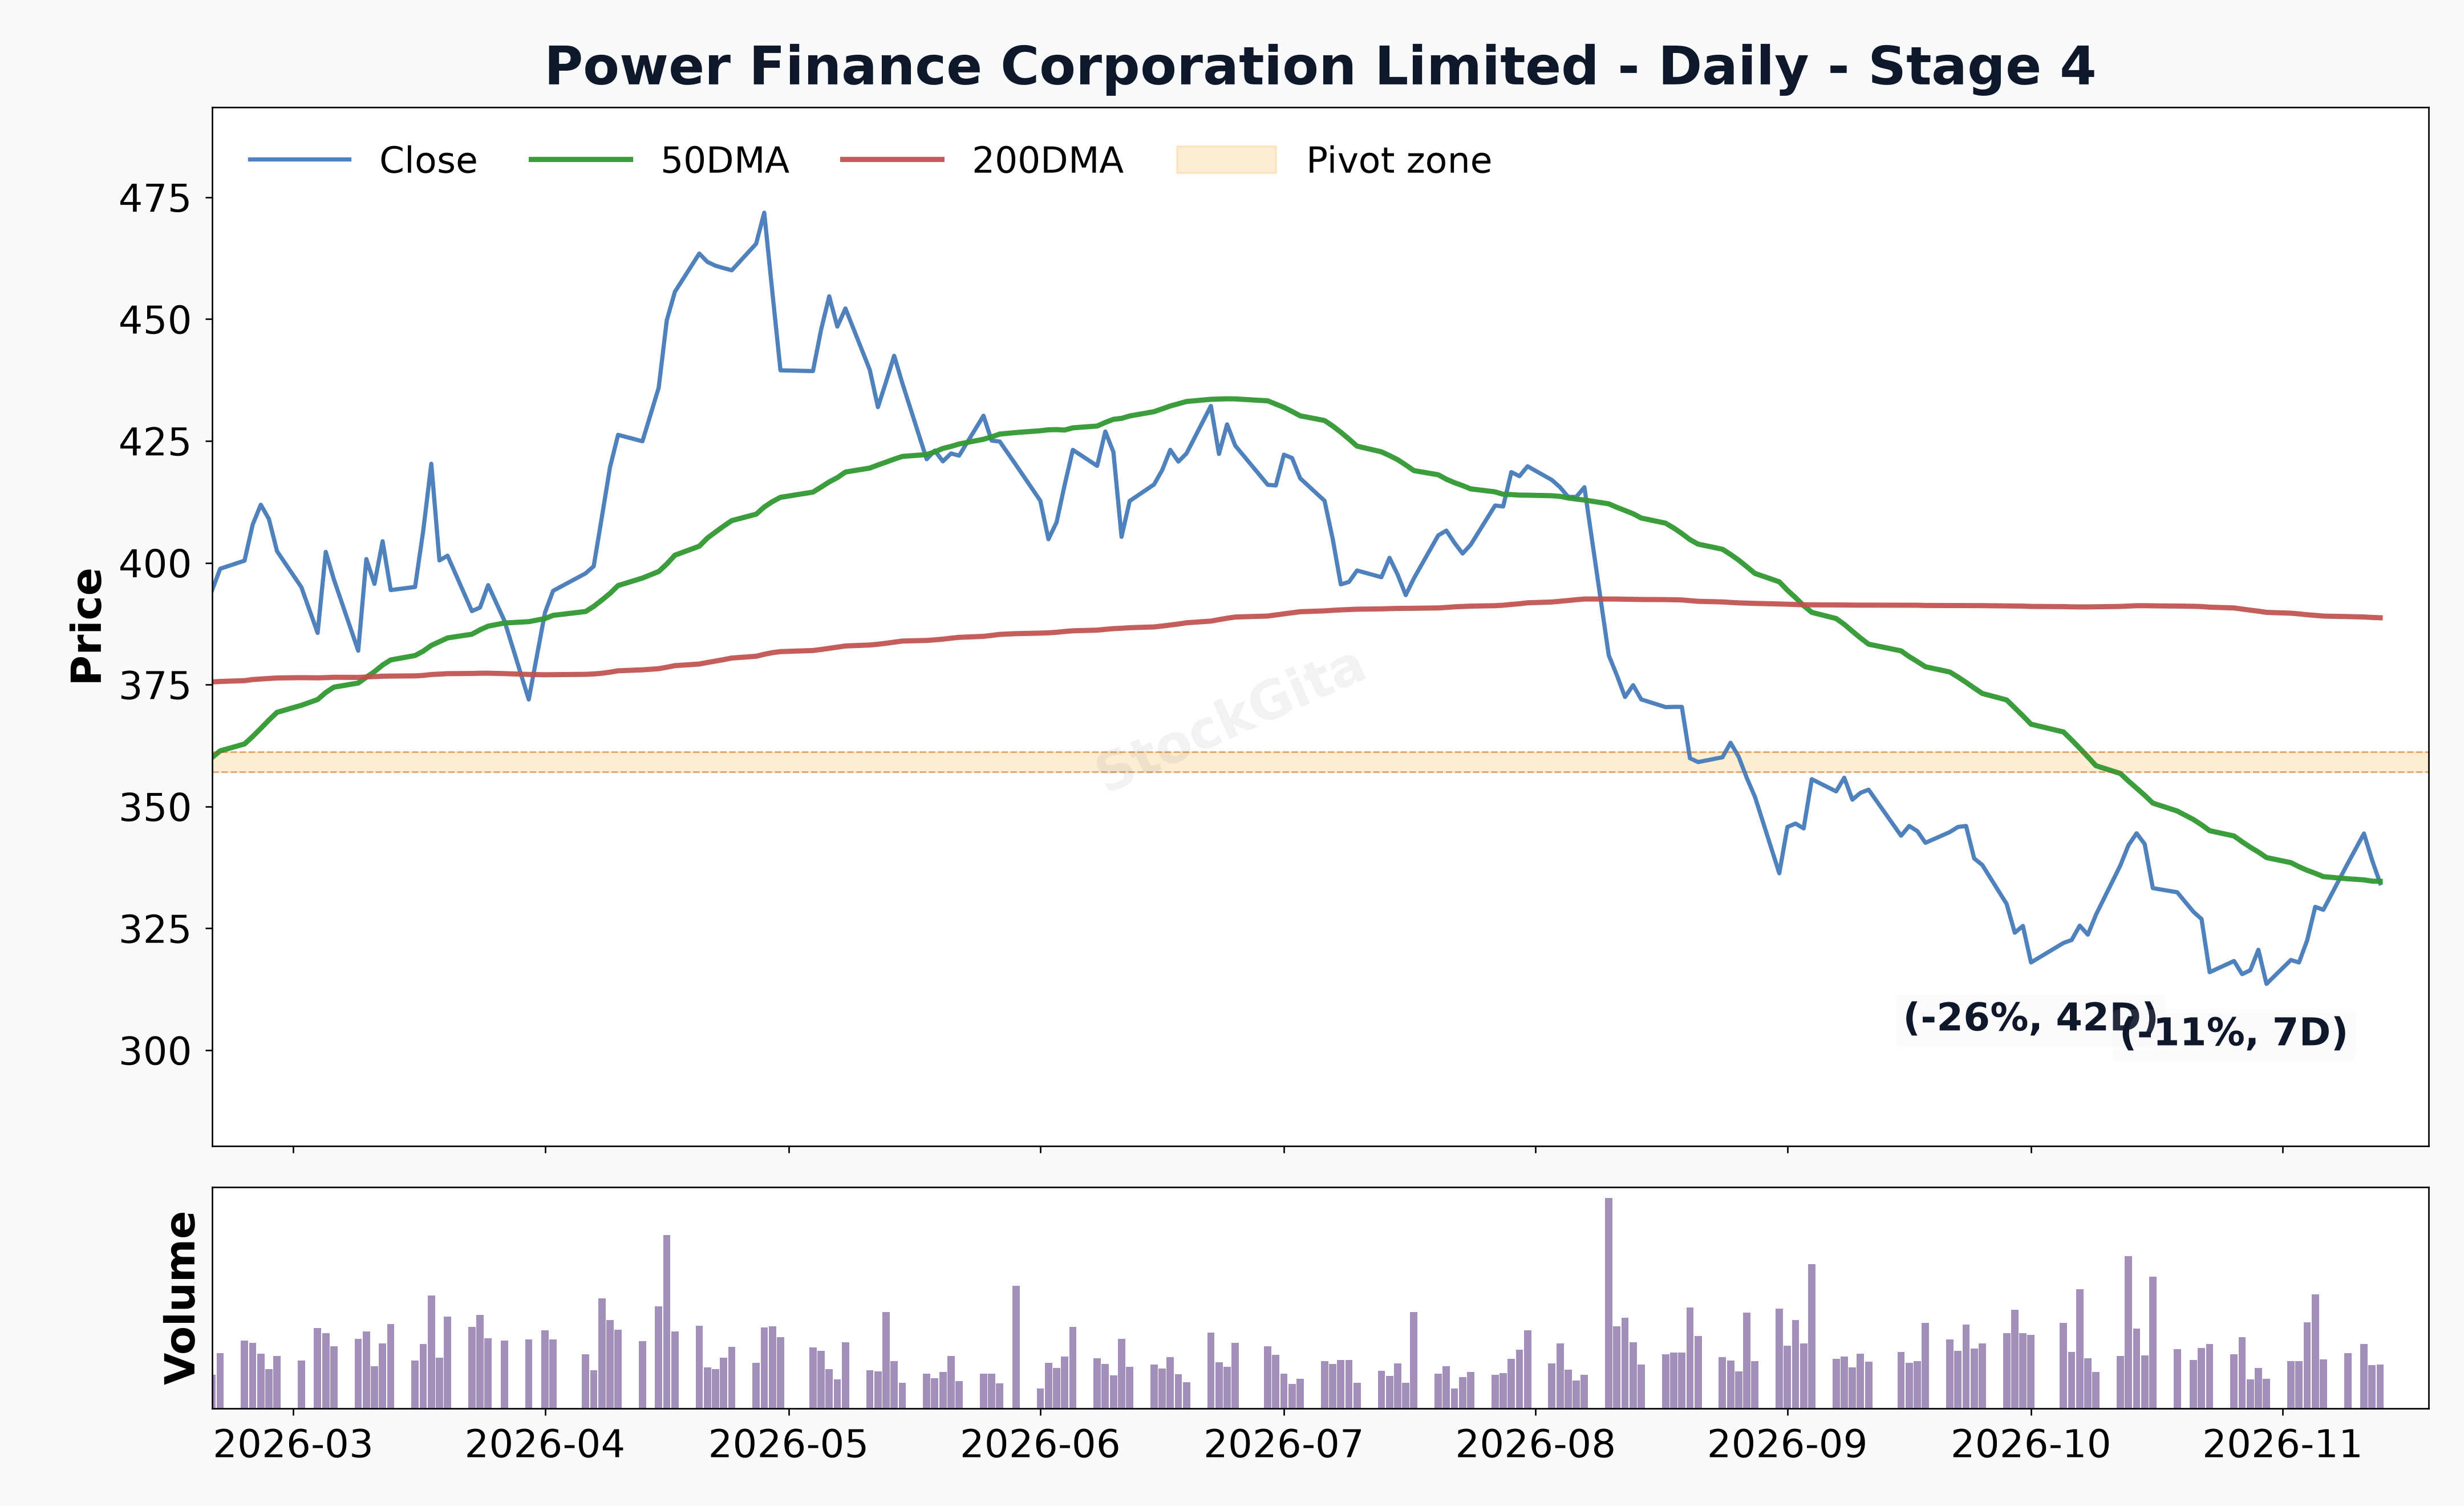 Power Finance Corporation Limited - Daily - Stage 4
Close 50DMA 200DMA Pivot zone
Price
475
450
425
400
375
350
325
300
StockGita
(-26%, 42D)
(-11%, 7D)
Volume
2026-03 2026-04 2026-05 2026-06 2026-07 2026-08 2026-09 2026-10 2026-11